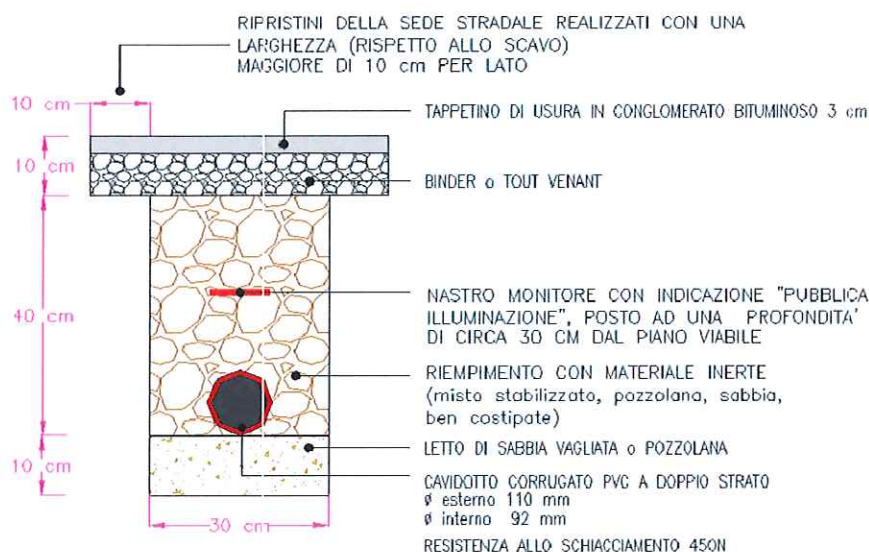 RIPRISTINI DELLA SEDE STRADALE REALIZZATI CON UNA
LARGHEZZA (RISPETTO ALLO SCAVO)
MAGGIORE DI 10 cm PER LATO
10 cm
TAPPETINO DI USURA IN CONGLOMERATO BITUMINOSO 3 cm
10 cm
BINDER o TOUT VENANT
40 cm
NASTRO MONITORE CON INDICAZIONE "PUBBLICA
ILLUMINAZIONE", POSTO AD UNA PROFONDITA'
DI CIRCA 30 CM DAL PIANO VIABILE
RIEMPIMENTO CON MATERIALE INERTE
(misto stabilizzato, pozzolana, sabbia,
ben costipate)
10 cm
LETTO DI SABBIA VAGLIATA o POZZOLANA
CAVIDOTTO CORRUGATO PVC A DOPPIO STRATO
ø esterno 110 mm
ø interno 92 mm
30 cm
RESISTENZA ALLO SCHIACCIAMENTO 450N